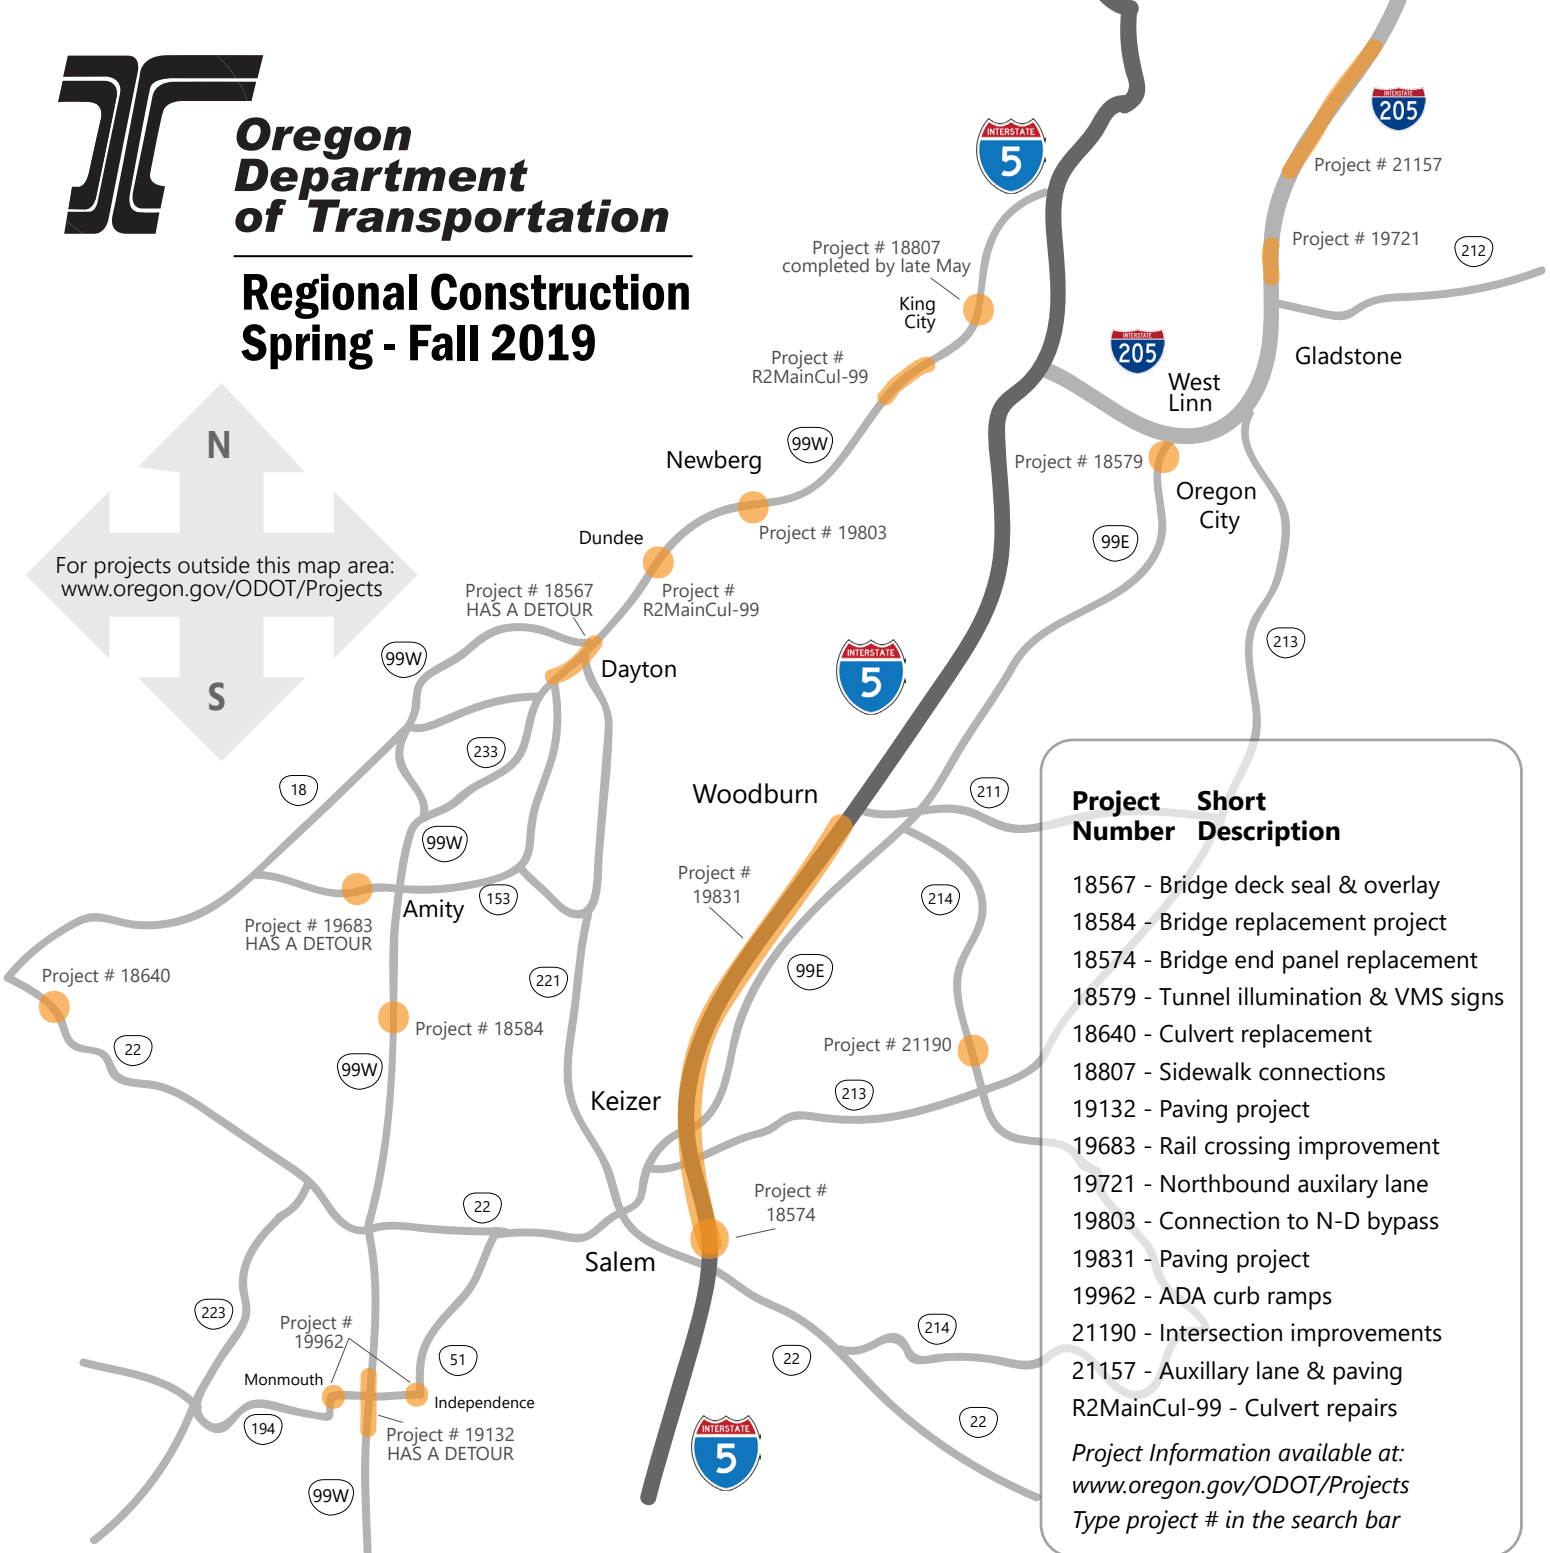 Oregon
Department
of Transportation
Regional Construction
Spring - Fall 2019
N
For projects outside this map area:
www.oregon.gov/ODOT/Projects
S
INTERSTATE
5
INTERSTATE
205
Project # 21157
Project # 19721
212
Project # 18807
completed by late May
King
City
INTERSTATE
205
Gladstone
West
Linn
Project #
R2MainCul-99
99W
Newberg
Project # 18579
Oregon
City
Project # 19803
99E
Dundee
Project #
R2MainCul-99
Project # 18567
HAS A DETOUR
99W
Dayton
INTERSTATE
5
213
233
18
Woodburn
211
99W
Project #
19831
214
153
Amity
Project # 19683
HAS A DETOUR
Project # 18640
221
99E
Project # 18584
22
99W
Project # 21190
Keizer
213
22
Project #
18574
Salem
223
Project #
19962
51
214
22
Monmouth
Independence
194
Project # 19132
HAS A DETOUR
22
INTERSTATE
5
99W
Project Short
Number Description
18567 - Bridge deck seal & overlay
18584 - Bridge replacement project
18574 - Bridge end panel replacement
18579 - Tunnel illumination & VMS signs
18640 - Culvert replacement
18807 - Sidewalk connections
19132 - Paving project
19683 - Rail crossing improvement
19721 - Northbound auxilary lane
19803 - Connection to N-D bypass
19831 - Paving project
19962 - ADA curb ramps
21190 - Intersection improvements
21157 - Auxillary lane & paving
R2MainCul-99 - Culvert repairs
Project Information available at:
www.oregon.gov/ODOT/Projects
Type project # in the search bar